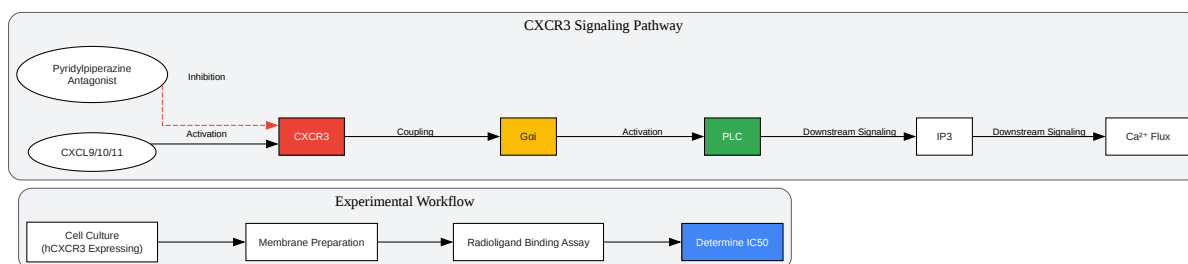 CXCR3 Signaling Pathway
Pyridylpiperazine
Antagonist
Inhibition
CXCL9/10/11
Activation
CXCR3
Coupling
Gαi
Activation
PLC
Downstream Signaling
IP3
Downstream Signaling
Ca²⁺ Flux
Experimental Workflow
Cell Culture
(hCXCR3 Expressing)
Membrane Preparation
Radioligand Binding Assay
Determine IC50